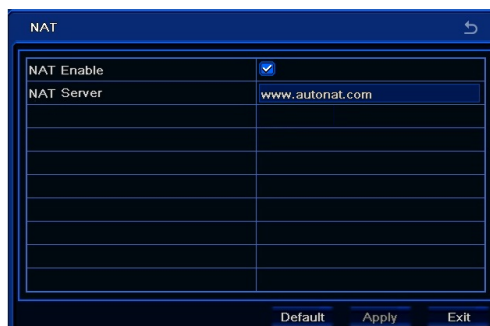 NAT
NAT Enable
NAT Server www.autonat.com
Default Apply Exit